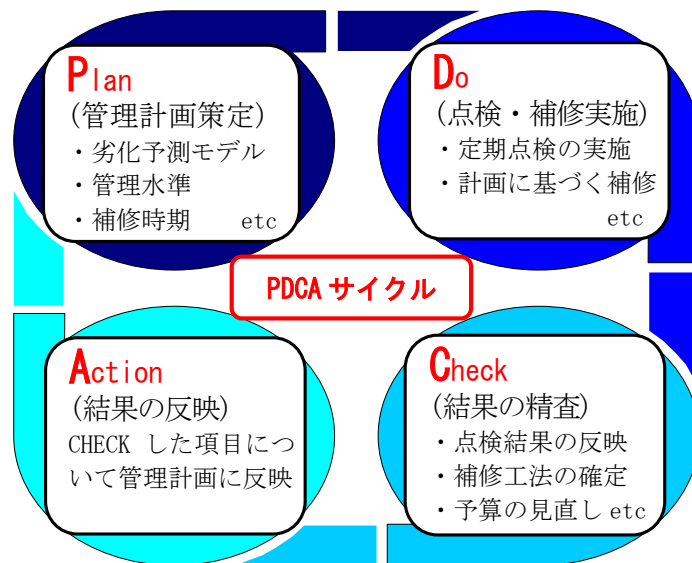 Plan
(管理計画策定)
・劣化予測モデル
・管理水準
・補修時期 etc
Do
(点検・補修実施)
・定期点検の実施
・計画に基づく補修
etc
PDCA サイクル
Action
(結果の反映)
CHECK した項目につ
いて管理計画に反映
Check
(結果の精査)
・点検結果の反映
・補修工法の確定
・予算の見直し etc